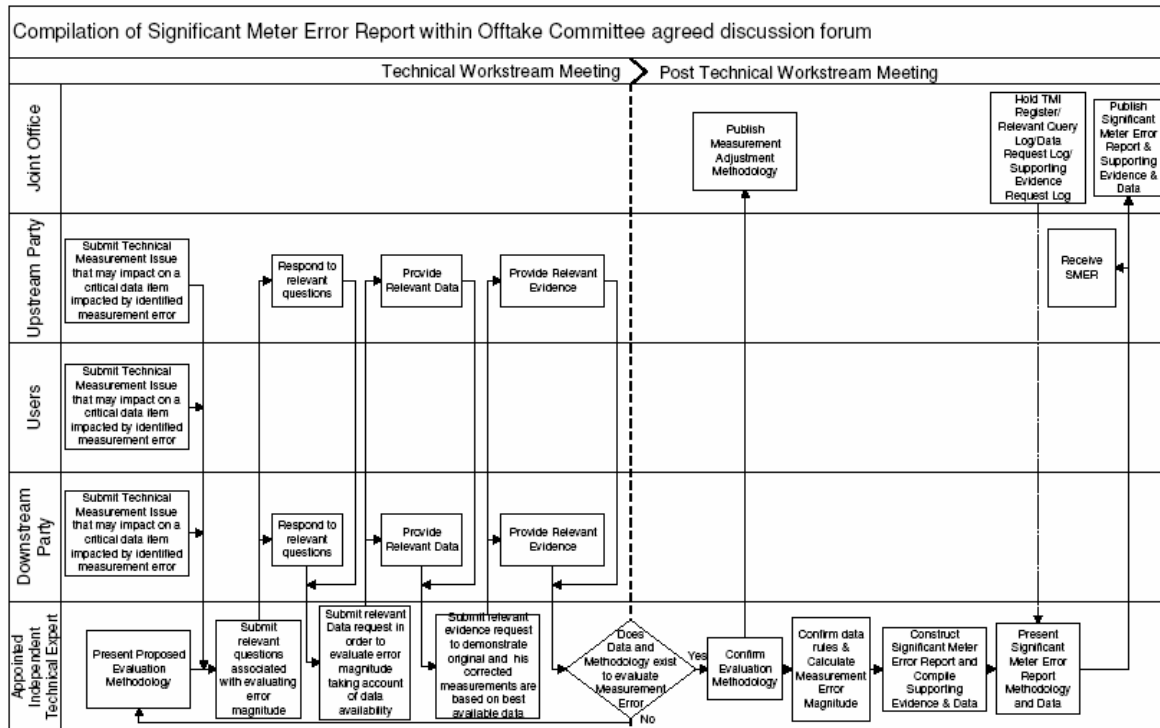 Compilation of Significant Meter Error Report within Offtake Committee agreed discussion forum
Technical Workstream Meeting
Post Technical Workstream Meeting
Joint Office
Publish
Measurement
Adjustment
Methodology
Hold TMI
Register/
Relevant Query
Log/Data
Request Log/
Supporting
Evidence
Request Log
Publish
Significant
Meter Error
Report &
Supporting
Evidence &
Data
Upstream Party
Submit Technical
Measurement Issue
that may impact on a
critical data item
impacted by identified
measurement error
Respond to
relevant
questions
Provide
Relevant Data
Provide Relevant
Evidence
Receive
SMER
Users
Submit Technical
Measurement Issue
that may impact on a
critical data item
impacted by identified
measurement error
Downstream
Party
Submit Technical
Measurement Issue
that may impact on a
critical data item
impacted by identified
measurement error
Respond to
relevant
questions
Provide
Relevant Data
Provide Relevant
Evidence
Appointed
Independent
Technical Expert
Present Proposed
Evaluation
Methodology
Submit
relevant
questions
associated
with evaluating
error
magnitude
Submit relevant
Data request in
order to
evaluate error
magnitude
taking account
of data
availability
Submit relevant
evidence request
to demonstrate
original and his
corrected
measurements are
based on best
available data
Does
Data and
Methodology exist
to evaluate
Measurement
Error
Yes
No
Confirm
Evaluation
Methodology
Confirm data
rules &
Calculate
Measurement
Error
Magnitude
Construct
Significant Meter
Error Report and
Compile
Supporting
Evidence & Data
Present
Significant
Meter Error
Report
Methodology
and Data